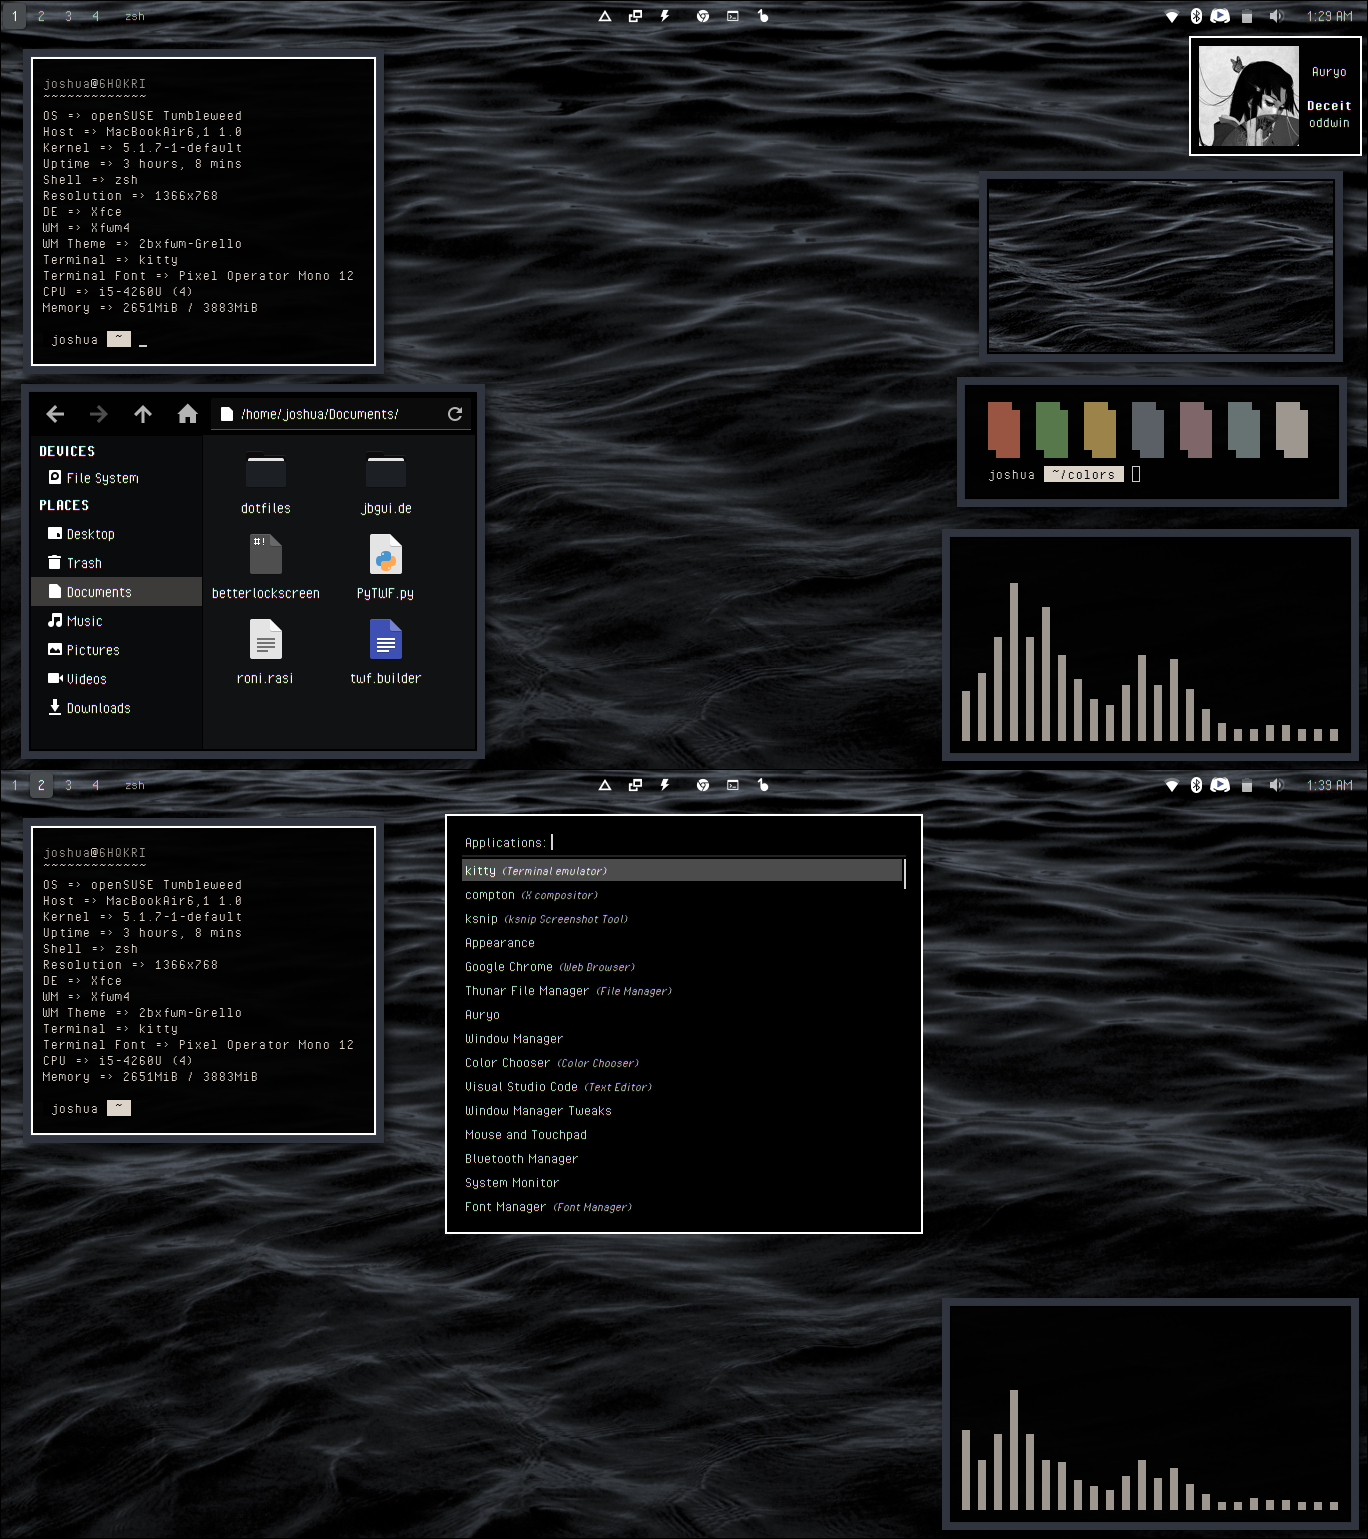 1 2 3 4 zsh
1:29 AM
joshua@6HQKRI
~~~~~~~~~~~~~
OS => openSUSE Tumbleweed
Host => MacBookAir6,1 1.0
Kernel => 5.1.7-1-default
Uptime => 3 hours, 8 mins
Shell => zsh
Resolution => 1366x768
DE => Xfce
WM => Xfwm4
WM Theme => 2bxfwm-Grello
Terminal => kitty
Terminal Font => Pixel Operator Mono 12
CPU => i5-4260U (4)
Memory => 2651MiB / 3883MiB
joshua ~ _
Auryo
Deceit
oddwin
/home/joshua/Documents/
DEVICES
File System
PLACES
Desktop
Trash
Documents
Music
Pictures
Videos
Downloads
dotfiles
jbgui.de
#!
betterlockscreen
PyTWF.py
roni.rasi
twf.builder
joshua ~/colors
1 2 3 4 zsh
1:39 AM
joshua@6HQKRI
~~~~~~~~~~~~~
OS => openSUSE Tumbleweed
Host => MacBookAir6,1 1.0
Kernel => 5.1.7-1-default
Uptime => 3 hours, 8 mins
Shell => zsh
Resolution => 1366x768
DE => Xfce
WM => Xfwm4
WM Theme => 2bxfwm-Grello
Terminal => kitty
Terminal Font => Pixel Operator Mono 12
CPU => i5-4260U (4)
Memory => 2651MiB / 3883MiB
joshua ~
Applications:
kitty (Terminal emulator)
compton (X compositor)
ksnip (ksnip Screenshot Tool)
Appearance
Google Chrome (Web Browser)
Thunar File Manager (File Manager)
Auryo
Window Manager
Color Chooser (Color Chooser)
Visual Studio Code (Text Editor)
Window Manager Tweaks
Mouse and Touchpad
Bluetooth Manager
System Monitor
Font Manager (Font Manager)